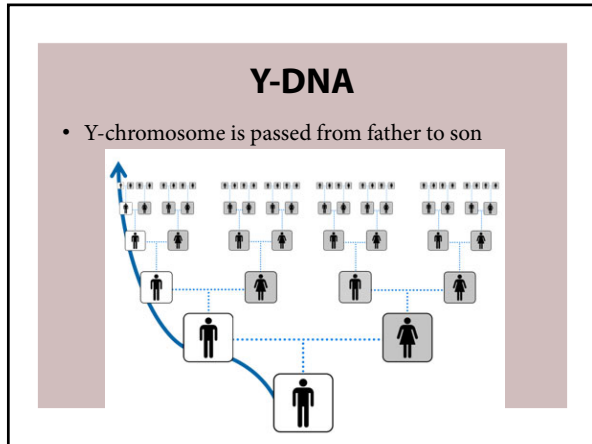 Y-DNA
• Y-chromosome is passed from father to son